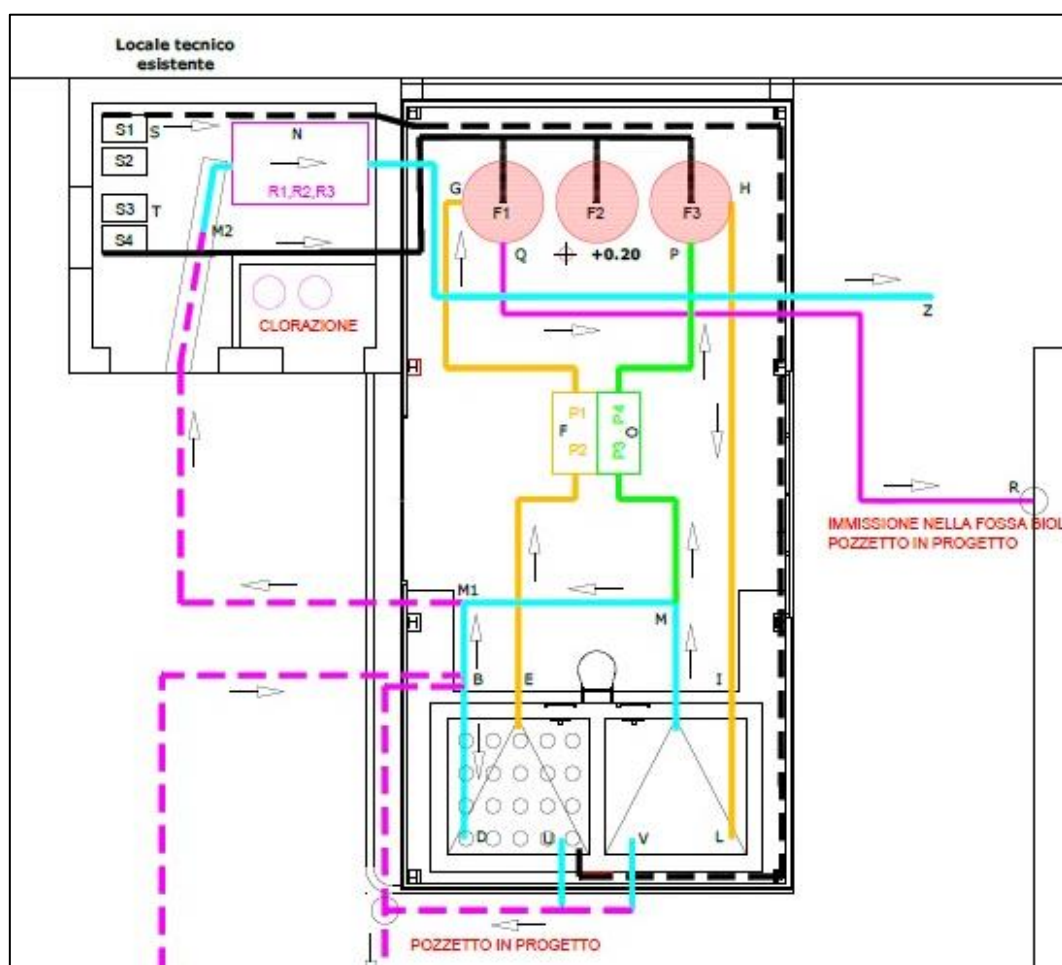 Locale tecnico
esistente
S1
S
N
S2
R1,R2,R3
G
H
S3
T
F1
F2
F3
M2
S4
Q
+0.20
P
CLORAZIONE
Z
P1
P4
F
O
P2
P3
R
IMMISSIONE NELLA FOSSA BIOL
POZZETTO IN PROGETTO
M1
M
B
E
I
D
U
V
L
POZZETTO IN PROGETTO